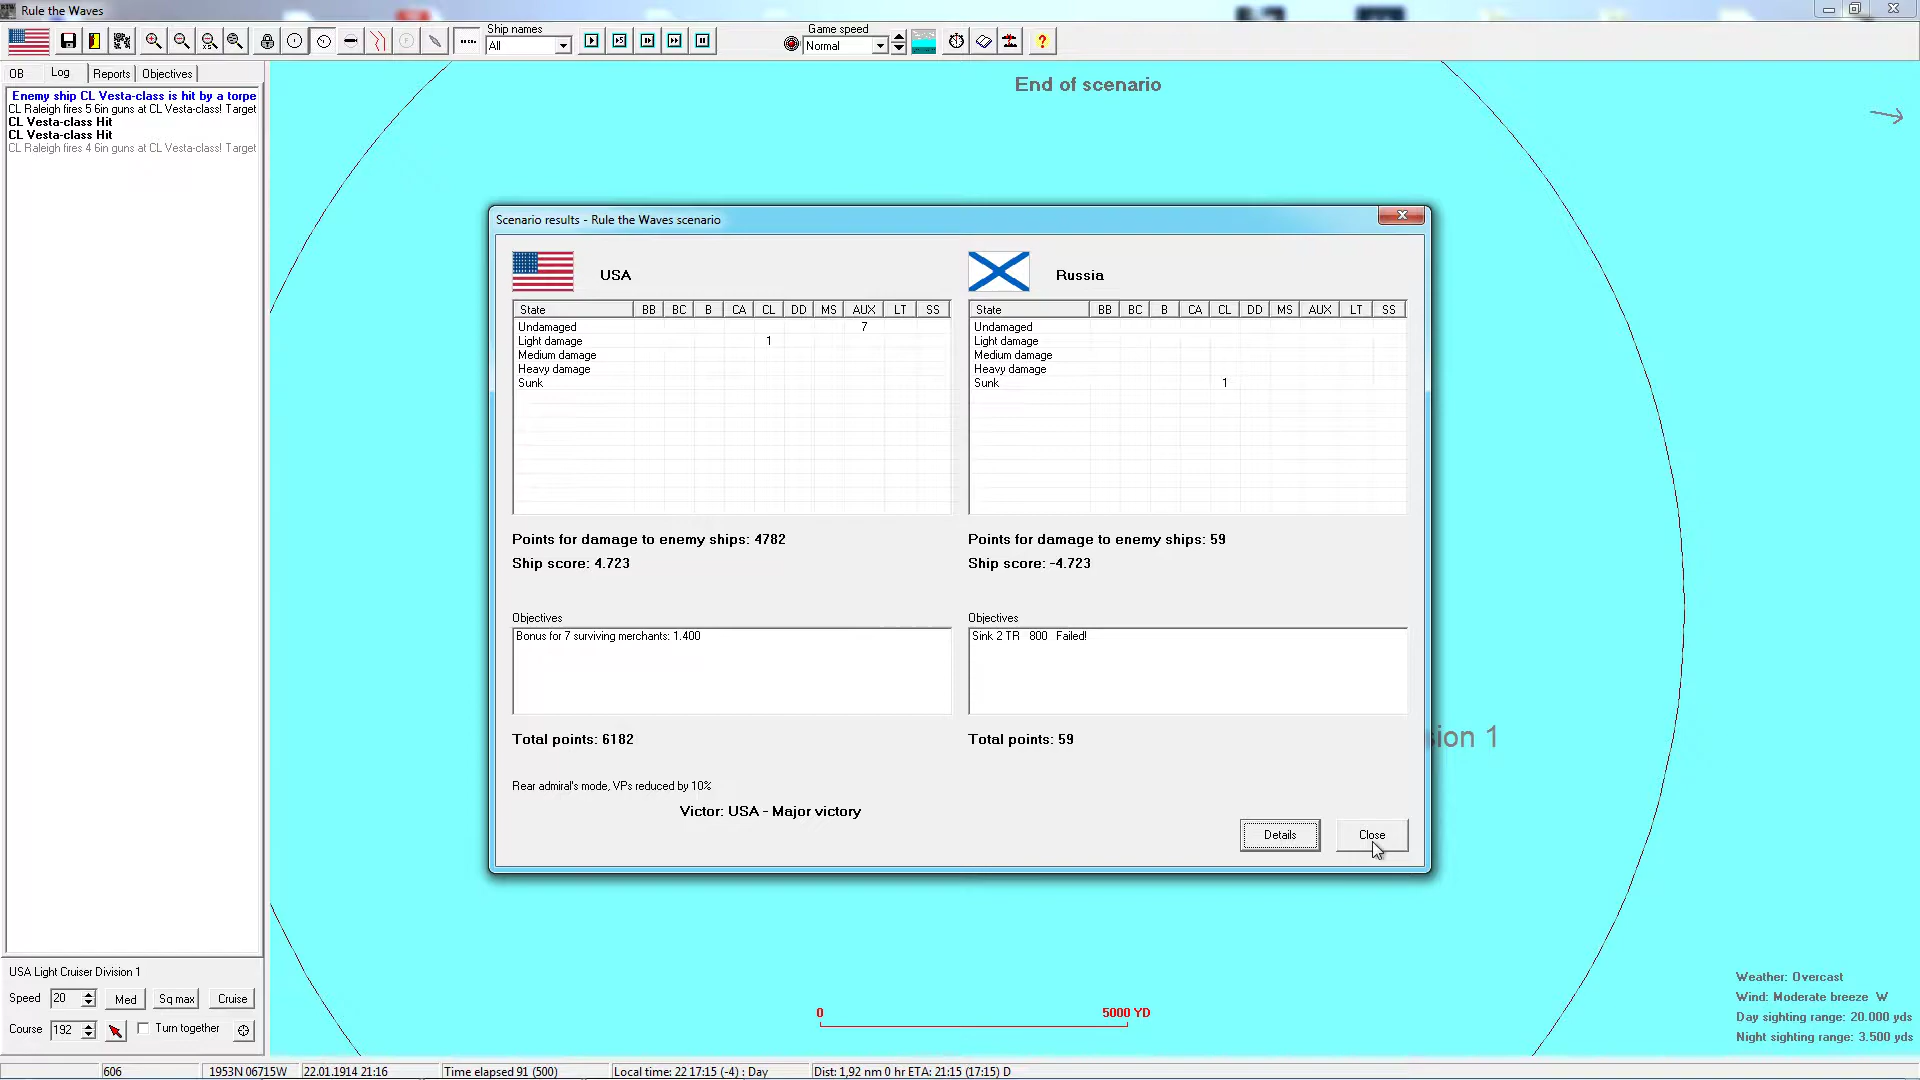 Rule the Waves
Ship names
All
Game speed
Normal
?
OB
Log
Reports
Objectives
Enemy ship CL Vesta-class is hit by a torpe
CL Raleigh fires 5 6in guns at CL Vesta-class! Target
CL Vesta-class Hit
CL Vesta-class Hit
CL Raleigh fires 4 6in guns at CL Vesta-class! Target
End of scenario
Scenario results - Rule the Waves scenario
USA
State BB BC B CA CL DD MS AUX LT SS
Undamaged 7
Light damage 1
Medium damage
Heavy damage
Sunk
Points for damage to enemy ships: 4782
Ship score: 4.723
Objectives
Bonus for 7 surviving merchants: 1.400
Total points: 6182
Russia
State BB BC B CA CL DD MS AUX LT SS
Undamaged
Light damage
Medium damage
Heavy damage
Sunk 1
Points for damage to enemy ships: 59
Ship score: -4.723
Objectives
Sink 2 TR 800 Failed!
Total points: 59
Rear admiral's mode, VPs reduced by 10%
Victor: USA - Major victory
Details
Close
ion 1
USA Light Cruiser Division 1
Speed 20 Med Sq max Cruise
Course 192 Turn together
0 5000 YD
Weather: Overcast
Wind: Moderate breeze W
Day sighting range: 20.000 yds
Night sighting range: 3.500 yds
606 1953N 06715W 22.01.1914 21:16 Time elapsed 91 (500) Local time: 22 17:15 (-4) : Day Dist: 1,92 nm 0 hr ETA: 21:15 (17:15) D